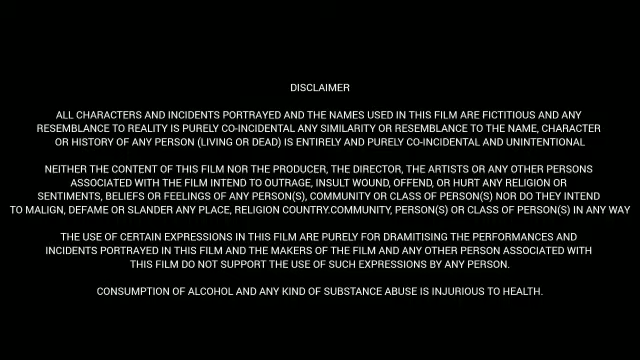 DISCLAIMER
ALL CHARACTERS AND INCIDENTS PORTRAYED AND THE NAMES USED IN THIS FILM ARE FICTITIOUS AND ANY
RESEMBLANCE TO REALITY IS PURELY CO-INCIDENTAL ANY SIMILARITY OR RESEMBLANCE TO THE NAME, CHARACTER
OR HISTORY OF ANY PERSON (LIVING OR DEAD) IS ENTIRELY AND PURELY CO-INCIDENTAL AND UNINTENTIONAL
NEITHER THE CONTENT OF THIS FILM NOR THE PRODUCER, THE DIRECTOR, THE ARTISTS OR ANY OTHER PERSONS
ASSOCIATED WITH THE FILM INTEND TO OUTRAGE, INSULT WOUND, OFFEND, OR HURT ANY RELIGION OR
SENTIMENTS, BELIEFS OR FEELINGS OF ANY PERSON(S), COMMUNITY OR CLASS OF PERSON(S) NOR DO THEY INTEND
TO MALIGN, DEFAME OR SLANDER ANY PLACE, RELIGION COUNTRY.COMMUNITY, PERSON(S) OR CLASS OF PERSON(S) IN ANY WAY
THE USE OF CERTAIN EXPRESSIONS IN THIS FILM ARE PURELY FOR DRAMITISING THE PERFORMANCES AND
INCIDENTS PORTRAYED IN THIS FILM AND THE MAKERS OF THE FILM AND ANY OTHER PERSON ASSOCIATED WITH
THIS FILM DO NOT SUPPORT THE USE OF SUCH EXPRESSIONS BY ANY PERSON.
CONSUMPTION OF ALCOHOL AND ANY KIND OF SUBSTANCE ABUSE IS INJURIOUS TO HEALTH.